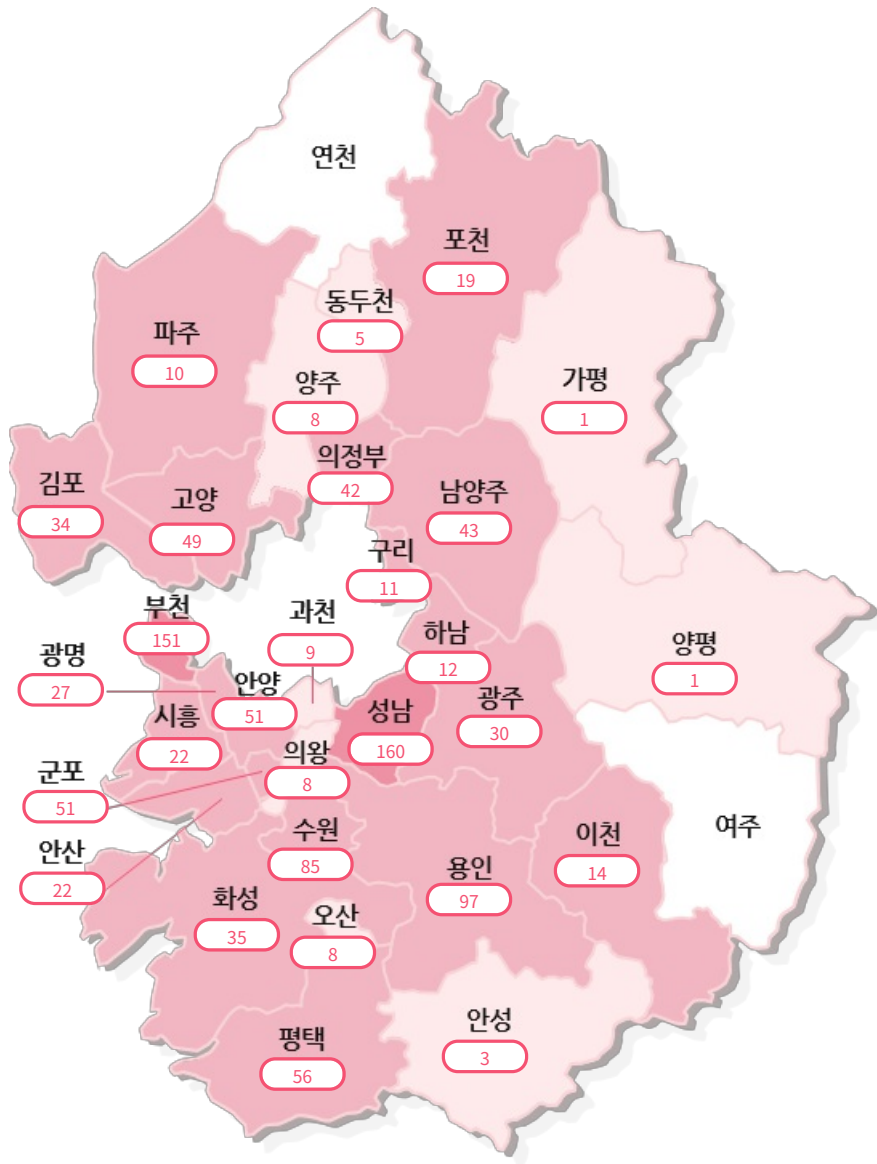 연천
포천
19
동두천
5
파주
10
양주
8
가평
1
의정부
42
김포
34
고양
49
남양주
43
구리
11
부천
151
과천
9
하남
12
양평
1
광명
27
안양
51
성남
160
광주
30
시흥
22
의왕
8
군포
51
수원
85
이천
14
여주
안산
22
화성
35
용인
97
오산
8
안성
3
평택
56